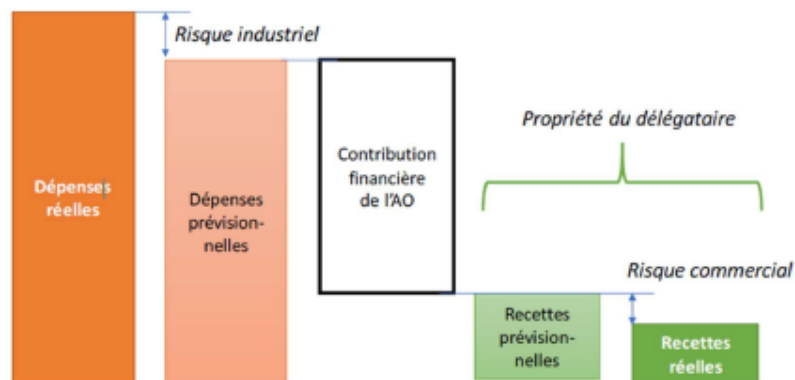 Risque industriel
Dépenses
réelles
Dépenses
prévision-
nelles
Contribution
financière
de l'AO
Propriété du délégataire
Risque commercial
Recettes
prévision-
nelles
Recettes
réelles